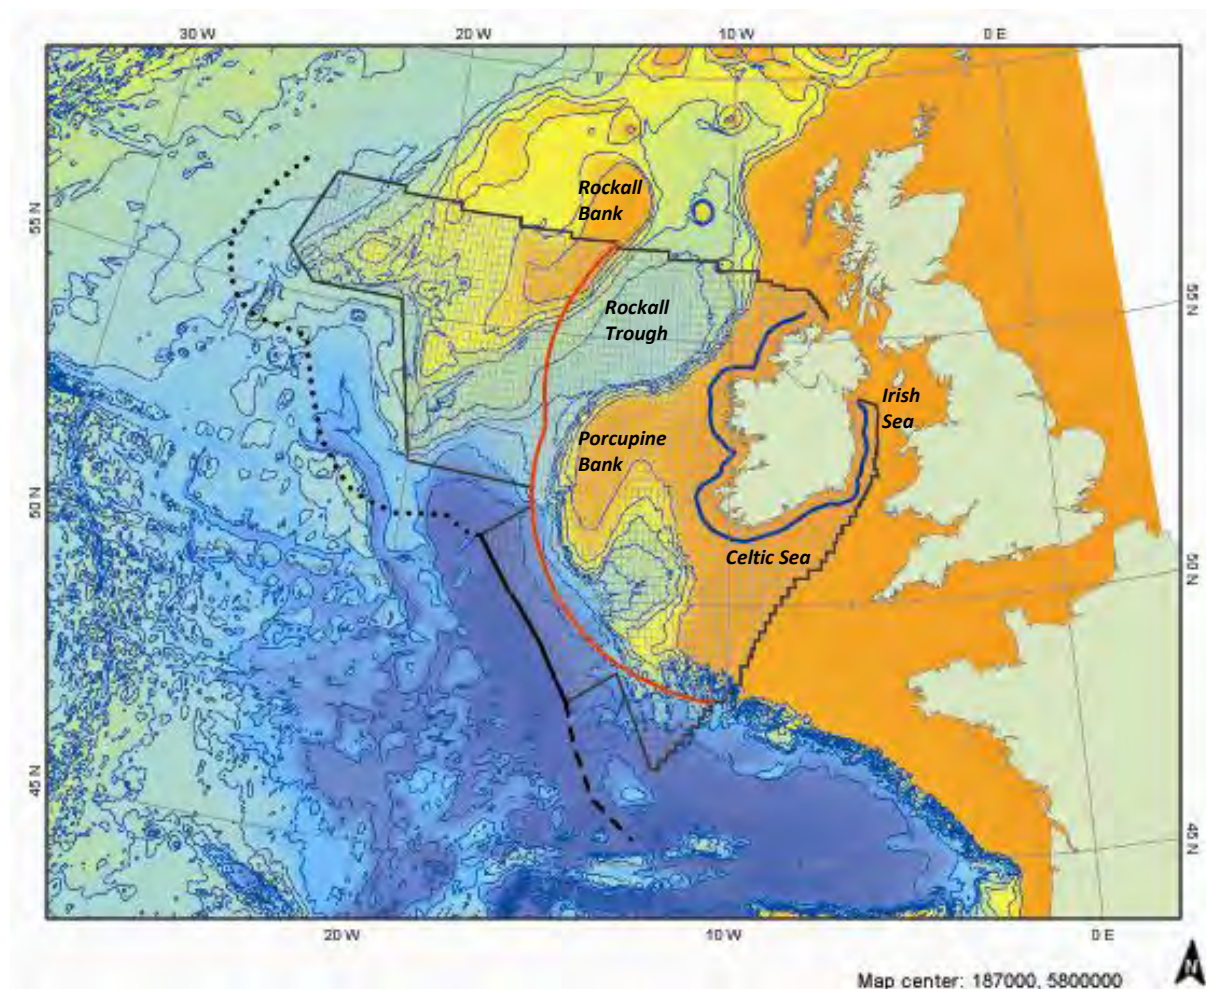 30 W 20 W 10 W 0 E
Rockall
Bank
55 N
55 N
Rockall
Trough
Irish
Sea
Porcupine
Bank
50 N
50 N
Celtic Sea
45 N
45 N
20 W 10 W 0 E
N
Map center: 187000, 5800000